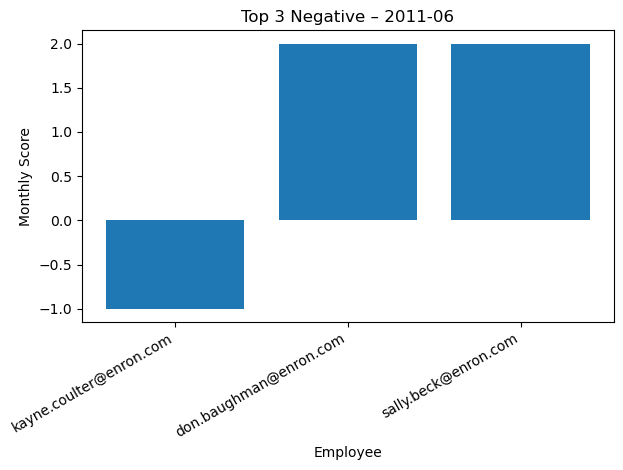 Top 3 Negative – 2011-06
Monthly Score
2.0
1.5
1.0
0.5
0.0
−0.5
−1.0
kayne.coulter@enron.com
don.baughman@enron.com
sally.beck@enron.com
Employee